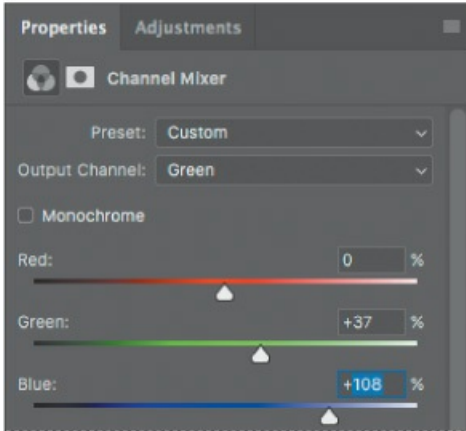 Properties Adjustments
Channel Mixer
Preset: Custom
Output Channel: Green
Monochrome
Red: 0 %
Green: +37 %
Blue: +108 %